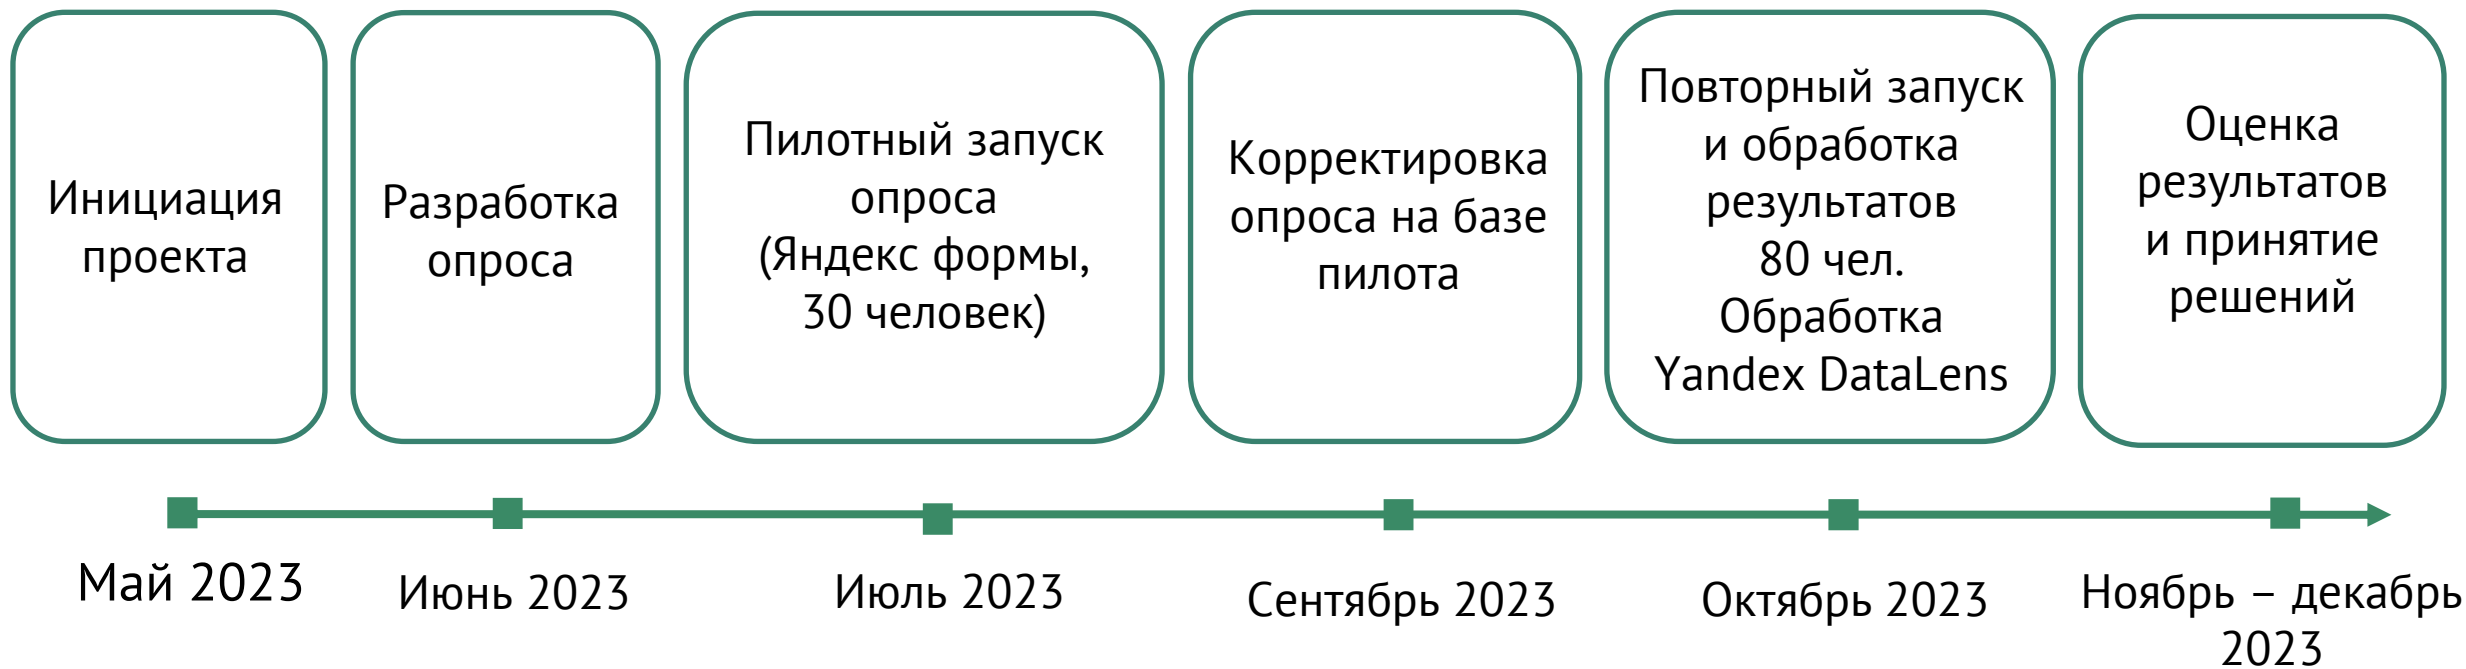 Инициация
проекта
Разработка
опроса
Пилотный запуск
опроса
(Яндекс формы,
30 человек)
Корректировка
опроса на базе
пилота
Повторный запуск
и обработка
результатов
80 чел.
Обработка
Yandex DataLens
Оценка
результатов
и принятие
решений
Май 2023
Июнь 2023
Июль 2023
Сентябрь 2023
Октябрь 2023
Ноябрь – декабрь
2023